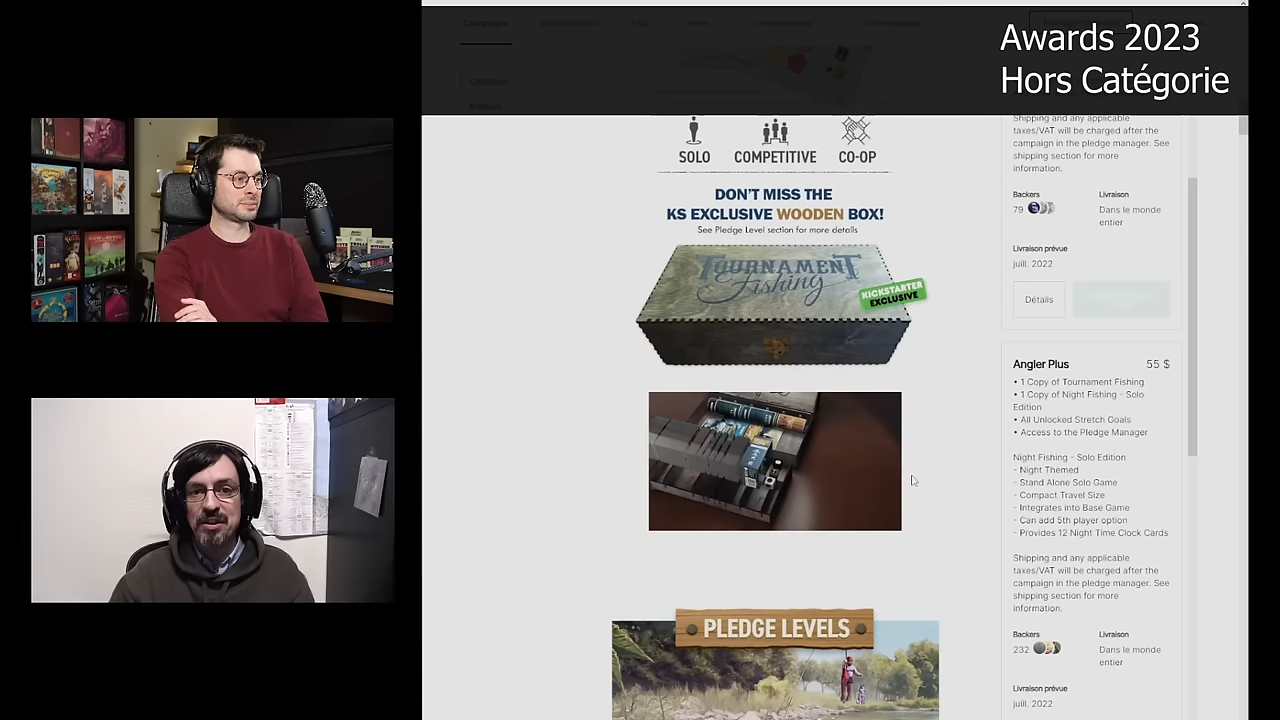 Awards 2023
Hors Catégorie
Campagne
FAQ
SOLO
COMPETITIVE
CO-OP
DON'T MISS THE
KS EXCLUSIVE WOODEN BOX!
See Pledge Level section for more details
TOURNAMENT
Fishing
KICKSTARTER
EXCLUSIVE
PLEDGE LEVELS
Shipping and any applicable
taxes/VAT will be charged after the
campaign in the pledge manager. See
shipping section for more
information.
Backers
Livraison
79
Dans le monde
entier
Livraison prévue
juill. 2022
Détails
Angler Plus
55 $
• 1 Copy of Tournament Fishing
• 1 Copy of Night Fishing - Solo
Edition
• All Unlocked Stretch Goals
• Access to the Pledge Manager
Night Fishing - Solo Edition
- Night Themed
- Stand Alone Solo Game
- Compact Travel Size
- Integrates into Base Game
- Can add 5th player option
- Provides 12 Night Time Clock Cards
Shipping and any applicable
taxes/VAT will be charged after the
campaign in the pledge manager. See
shipping section for more
information.
Backers
Livraison
232
Dans le monde
entier
Livraison prévue
juill. 2022